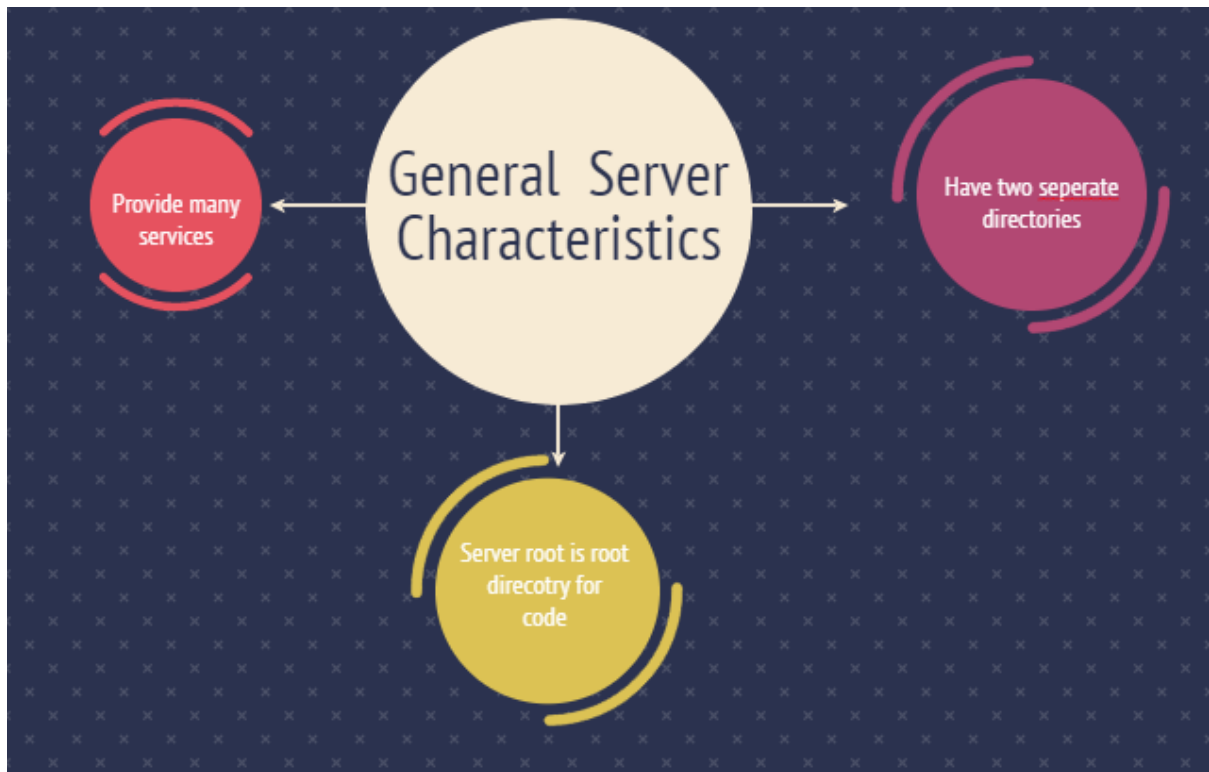 General Server
Characteristics
Provide many
services
Have two seperate
directories
Server root is root
direcotry for
code